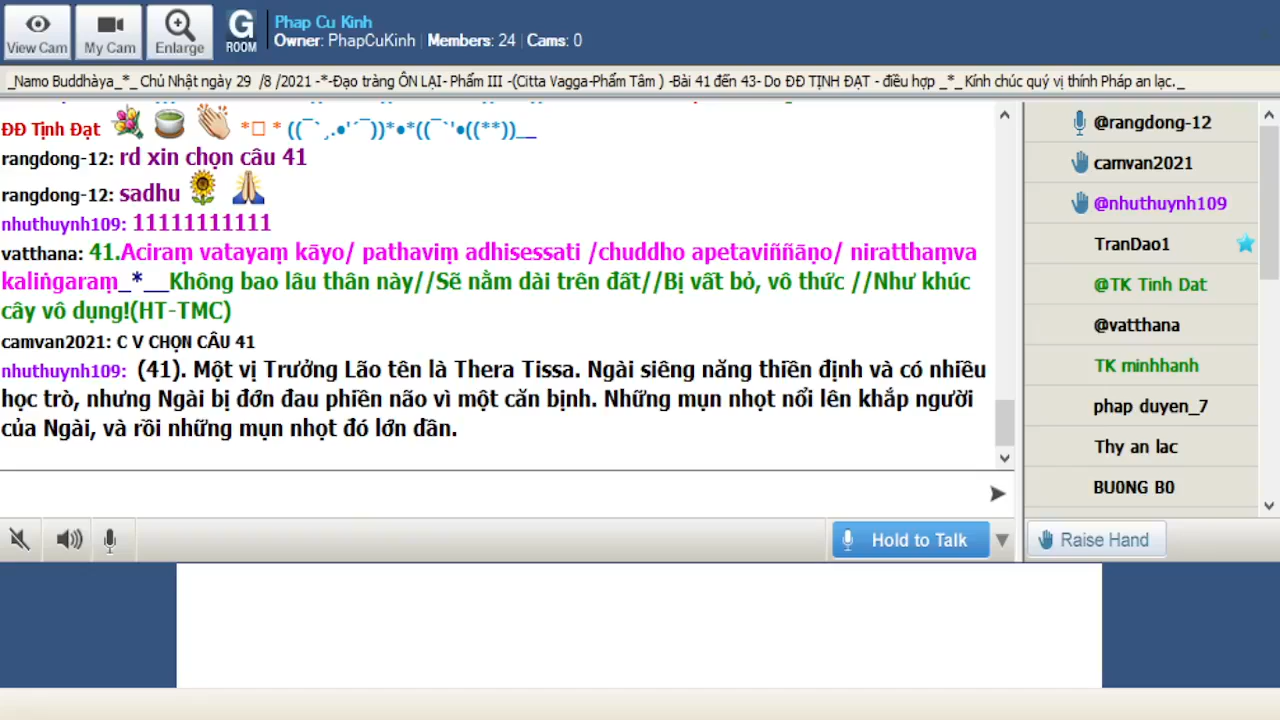 View Cam
My Cam
Enlarge
G
ROOM
Phap Cu Kinh
Owner: PhapCuKinh | Members: 24 | Cams: 0
_Namo Buddhàya_*_ Chủ Nhật ngày 29 /8 /2021 -*-Đạo tràng ÔN LẠI- Phẩm III -(Citta Vagga-Phẩm Tâm ) -Bài 41 đến 43- Do ĐĐ TỊNH ĐẠT - điều hợp _*_Kính chúc quý vị thính Pháp an lạc._
ĐĐ Tịnh Đạt
rangdong-12: rd xin chọn câu 41
rangdong-12: sadhu
nhuthuynh109: 11111111111
vatthana: 41.Aciraṃ vatayaṃ kāyo/ pathaviṃ adhisessati /chuddho apetaviññāṇo/ niratthaṃva
kaliṅgaraṃ_*__Không bao lâu thân này//Sẽ nằm dài trên đất//Bị vất bỏ, vô thức //Như khúc
cây vô dụng!(HT-TMC)
camvan2021: C V CHỌN CÂU 41
nhuthuynh109: (41). Một vị Trưởng Lão tên là Thera Tissa. Ngài siêng năng thiền định và có nhiều
học trò, nhưng Ngài bị đớn đau phiền não vì một căn bịnh. Những mụn nhọt nổi lên khắp người
của Ngài, và rồi những mụn nhọt đó lớn dần.
Hold to Talk
@rangdong-12
camvan2021
@nhuthuynh109
TranDao1
@TK Tinh Dat
@vatthana
TK minhhanh
phap duyen_7
Thy an lac
BU0NG B0
Raise Hand